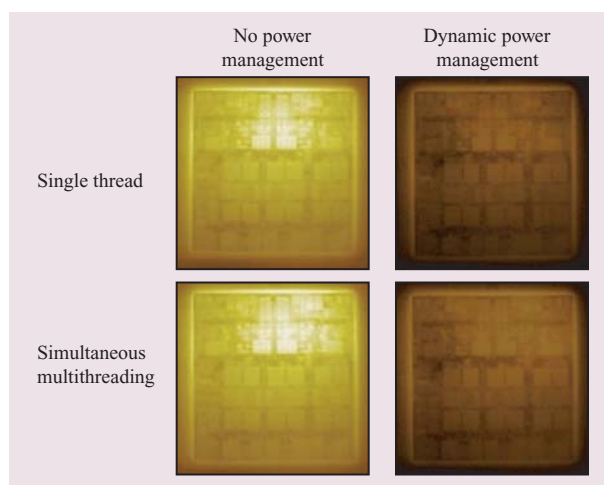 No power
management
Dynamic power
management
Single thread
Simultaneous
multithreading